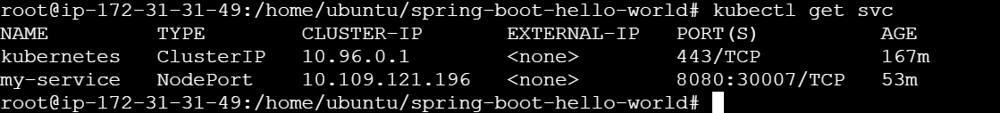 root@ip-172-31-31-49:/home/ubuntu/spring-boot-hello-world# kubectl get svc
NAME TYPE CLUSTER-IP EXTERNAL-IP PORT(S) AGE
kubernetes ClusterIP 10.96.0.1 <none> 443/TCP 167m
my-service NodePort 10.109.121.196 <none> 8080:30007/TCP 53m
root@ip-172-31-31-49:/home/ubuntu/spring-boot-hello-world#